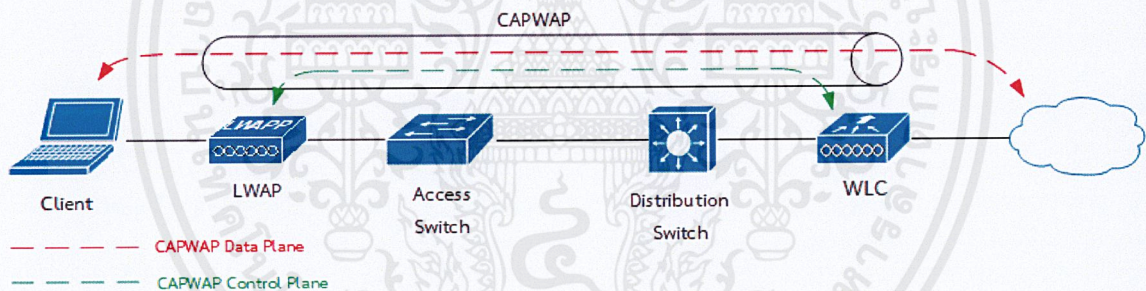 CAPWAP
LWAPP
Client
LWAP
Access
Switch
Distribution
Switch
WLC
CAPWAP Data Plane
CAPWAP Control Plane